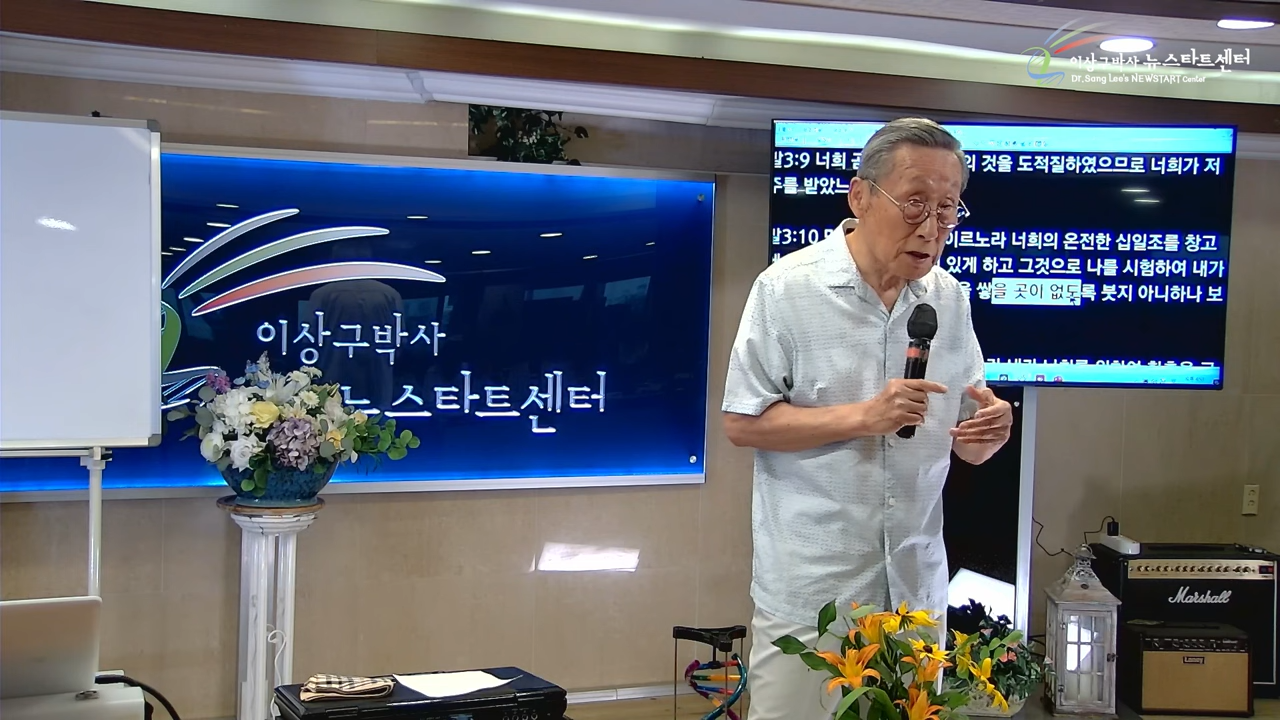 이상구박사 뉴스타트센터
Dr. Sang Lee's NEWSTART Center
말3:9 너희 것을 도적질하였으므로 너희가 저
주를 받았느
말3:10 이르노라 너희의 온전한 십일조를 창고
있게 하고 그것으로 나를 시험하여 내가
쌓을 곳이 없도록 붓지 아니하나 보
이상구박사
뉴스타트센터
Marshall
Laney